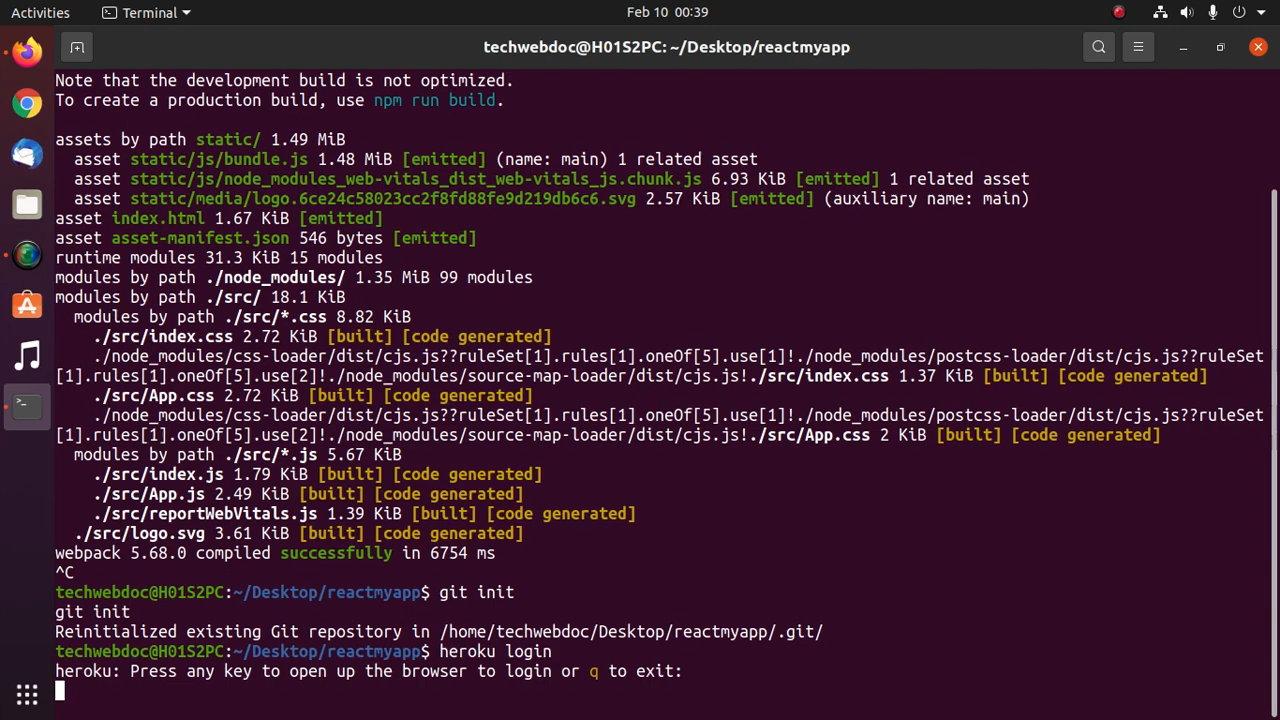 Activities
Terminal
Feb 10 00:39
techwebdoc@H01S2PC: ~/Desktop/reactmyapp
Note that the development build is not optimized.
To create a production build, use npm run build.
assets by path static/ 1.49 MiB
  asset static/js/bundle.js 1.48 MiB [emitted] (name: main) 1 related asset
  asset static/js/node_modules_web-vitals_dist_web-vitals_js.chunk.js 6.93 KiB [emitted] 1 related asset
  asset static/media/logo.6ce24c58023cc2f8fd88fe9d219db6c6.svg 2.57 KiB [emitted] (auxiliary name: main)
asset index.html 1.67 KiB [emitted]
asset asset-manifest.json 546 bytes [emitted]
runtime modules 31.3 KiB 15 modules
modules by path ./node_modules/ 1.35 MiB 99 modules
modules by path ./src/ 18.1 KiB
  modules by path ./src/*.css 8.82 KiB
    ./src/index.css 2.72 KiB [built] [code generated]
    ./node_modules/css-loader/dist/cjs.js??ruleSet[1].rules[1].oneOf[5].use[1]!./node_modules/postcss-loader/dist/cjs.js??ruleSet
[1].rules[1].oneOf[5].use[2]!./node_modules/source-map-loader/dist/cjs.js!./src/index.css 1.37 KiB [built] [code generated]
    ./src/App.css 2.72 KiB [built] [code generated]
    ./node_modules/css-loader/dist/cjs.js??ruleSet[1].rules[1].oneOf[5].use[1]!./node_modules/postcss-loader/dist/cjs.js??ruleSet
[1].rules[1].oneOf[5].use[2]!./node_modules/source-map-loader/dist/cjs.js!./src/App.css 2 KiB [built] [code generated]
  modules by path ./src/*.js 5.67 KiB
    ./src/index.js 1.79 KiB [built] [code generated]
    ./src/App.js 2.49 KiB [built] [code generated]
    ./src/reportWebVitals.js 1.39 KiB [built] [code generated]
  ./src/logo.svg 3.61 KiB [built] [code generated]
webpack 5.68.0 compiled successfully in 6754 ms
^C
techwebdoc@H01S2PC:~/Desktop/reactmyapp$ git init
git init
Reinitialized existing Git repository in /home/techwebdoc/Desktop/reactmyapp/.git/
techwebdoc@H01S2PC:~/Desktop/reactmyapp$ heroku login
heroku: Press any key to open up the browser to login or q to exit: